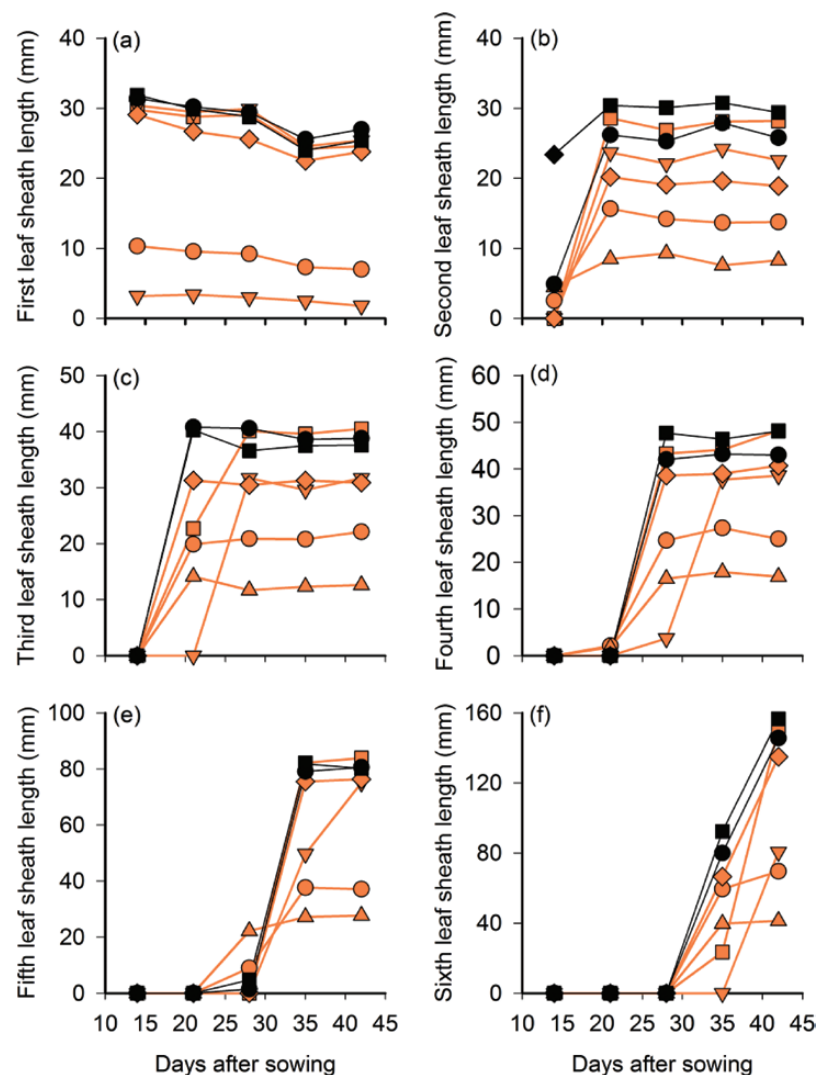 (a)
First leaf sheath length (mm)
40
30
20
10
0
(b)
Second leaf sheath length (mm)
40
30
20
10
0
(c)
Third leaf sheath length (mm)
50
40
30
20
10
0
(d)
Fourth leaf sheath length (mm)
60
50
40
30
20
10
0
(e)
Fifth leaf sheath length (mm)
100
80
60
40
20
0
10 15 20 25 30 35 40 45
Days after sowing
(f)
Sixth leaf sheath length (mm)
160
120
80
40
0
10 15 20 25 30 35 40 45
Days after sowing